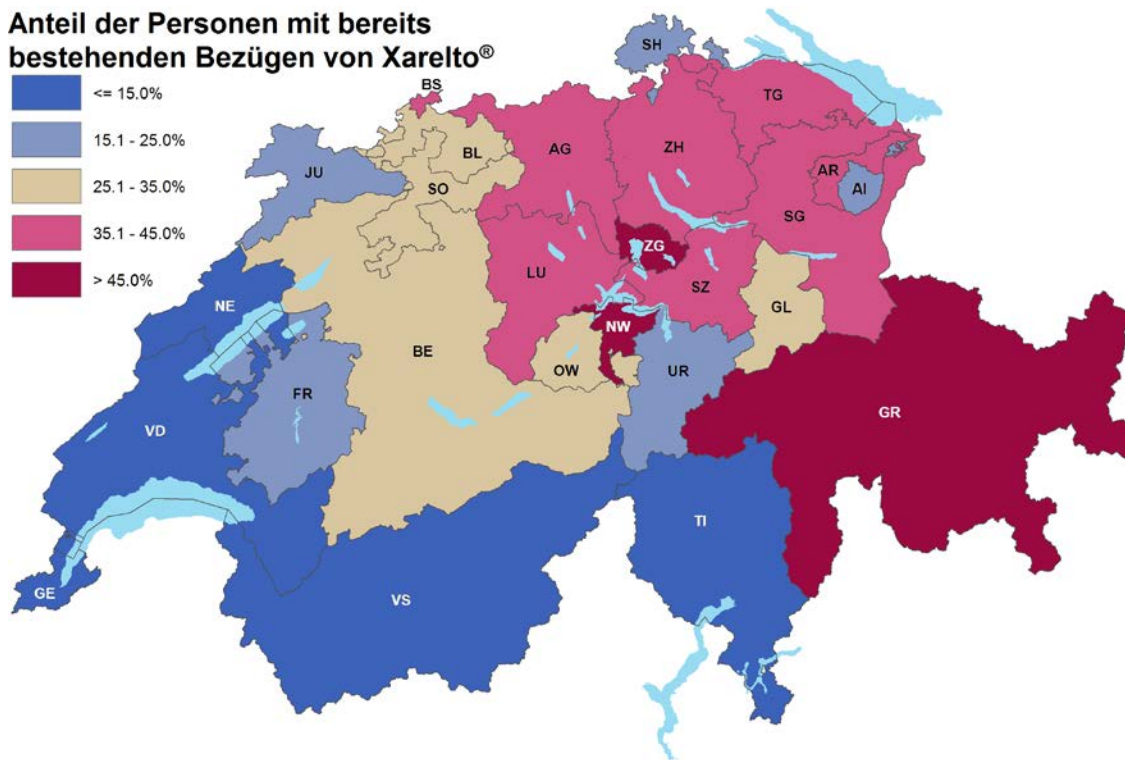 Anteil der Personen mit bereits
bestehenden Bezügen von Xarelto®
<= 15.0%
15.1 - 25.0%
25.1 - 35.0%
35.1 - 45.0%
> 45.0%
SH
BS
TG
BL
AG
ZH
JU
SO
AR
AI
SG
ZG
LU
SZ
NE
GL
NW
BE
OW
UR
FR
GR
VD
TI
GE
VS